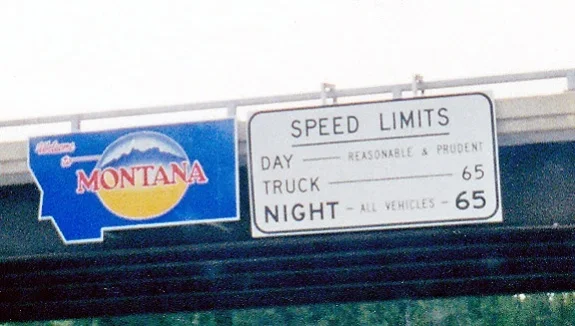 Welcome
to
MONTANA
SPEED LIMITS
DAY — REASONABLE & PRUDENT
TRUCK — 65
NIGHT — ALL VEHICLES — 65